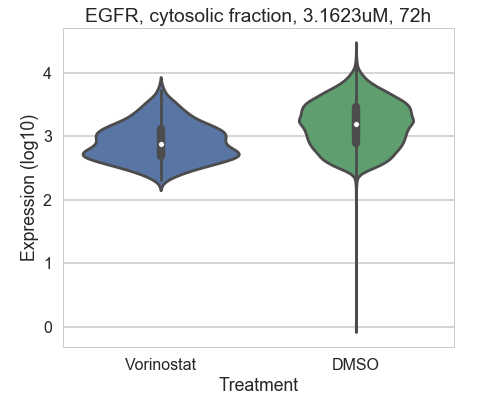 EGFR, cytosolic fraction, 3.1623uM, 72h
Expression (log10)
4
3
2
1
0
Vorinostat DMSO
Treatment